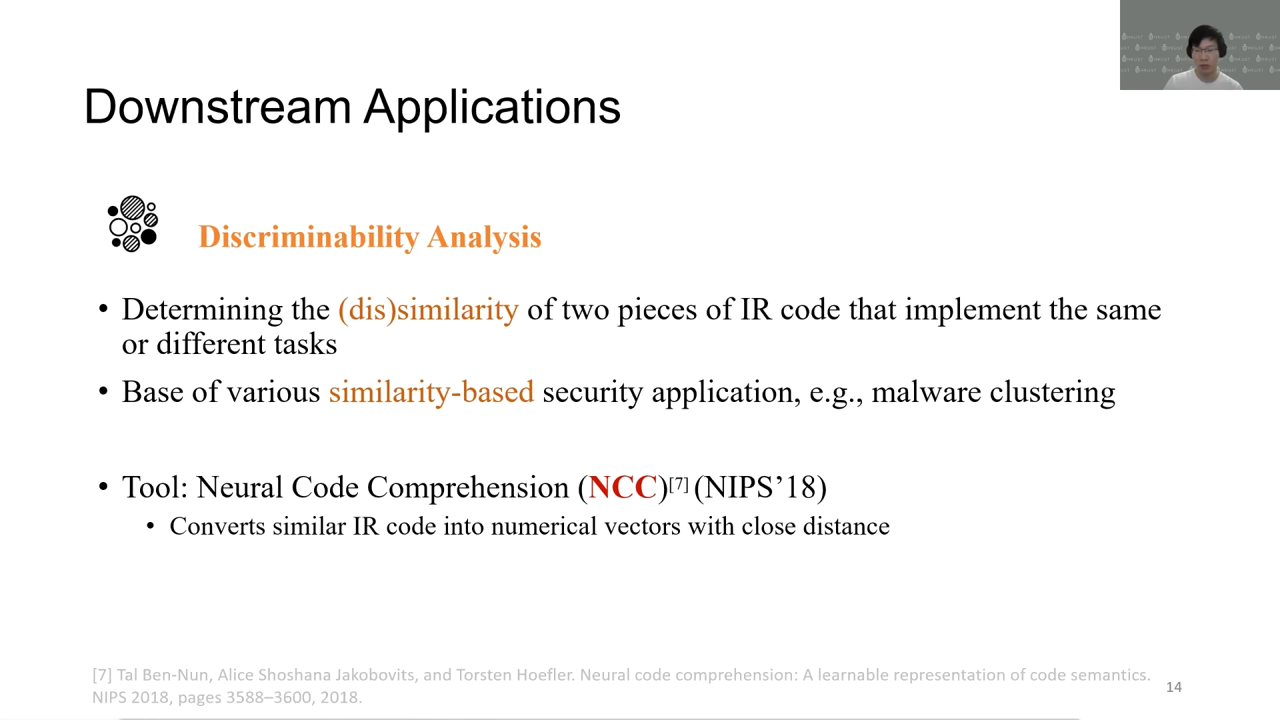 Downstream Applications
Discriminability Analysis
• Determining the (dis)similarity of two pieces of IR code that implement the same
or different tasks
• Base of various similarity-based security application, e.g., malware clustering
• Tool: Neural Code Comprehension (NCC)[7] (NIPS’18)
• Converts similar IR code into numerical vectors with close distance
[7] Tal Ben-Nun, Alice Shoshana Jakobovits, and Torsten Hoefler. Neural code comprehension: A learnable representation of code semantics.
NIPS 2018, pages 3588–3600, 2018.
14